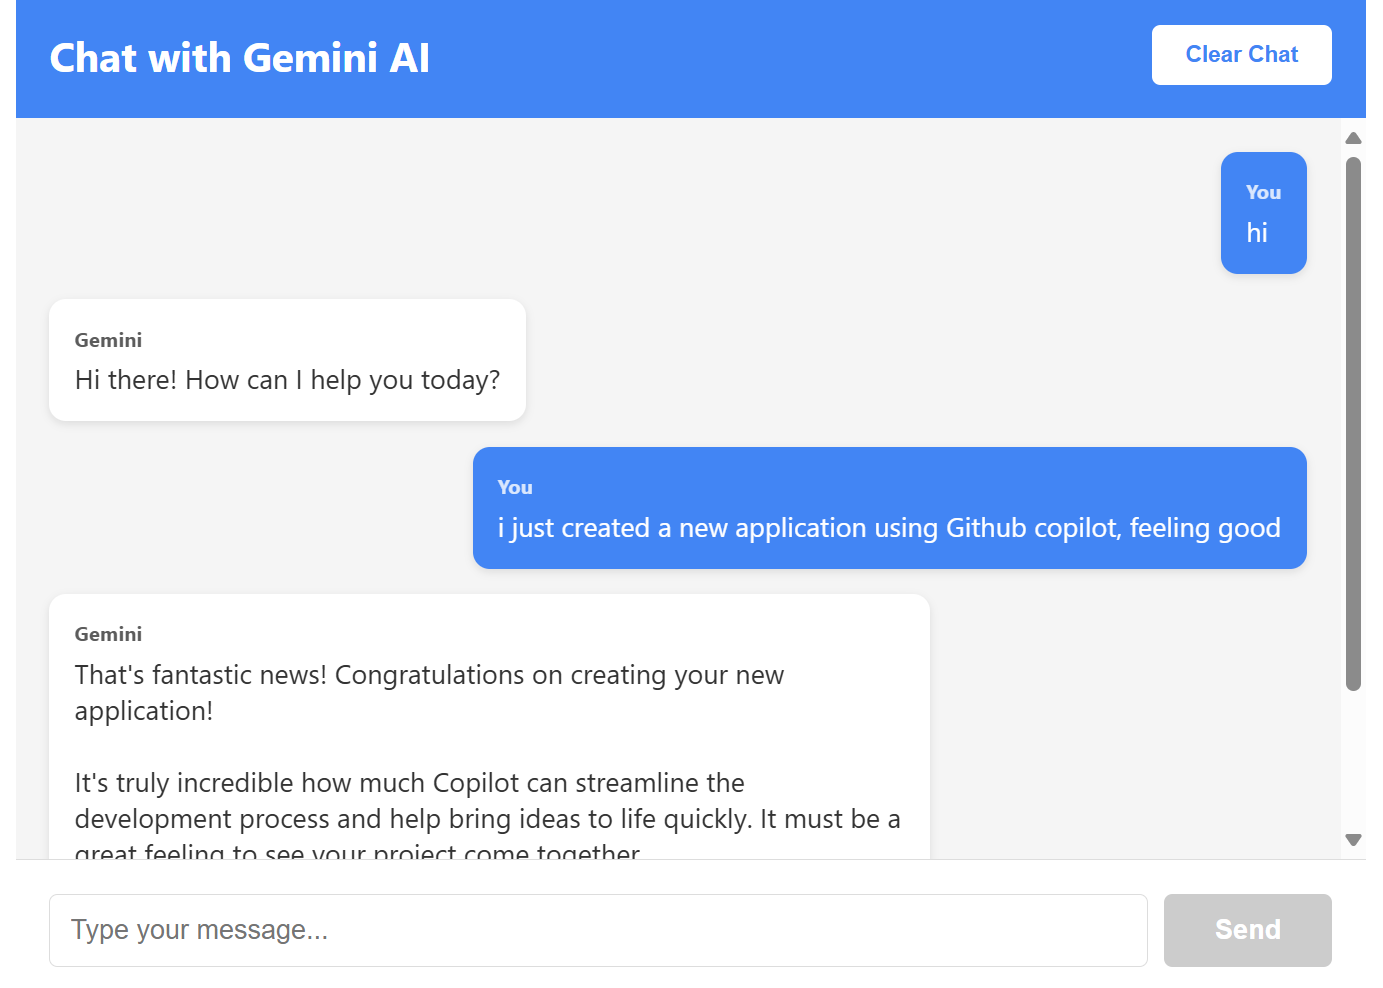 Chat with Gemini AI
Clear Chat
You
hi
Gemini
Hi there! How can I help you today?
You
i just created a new application using Github copilot, feeling good
Gemini
That's fantastic news! Congratulations on creating your new
application!
It's truly incredible how much Copilot can streamline the
development process and help bring ideas to life quickly. It must be a
great feeling to see your project come together
Type your message...
Send